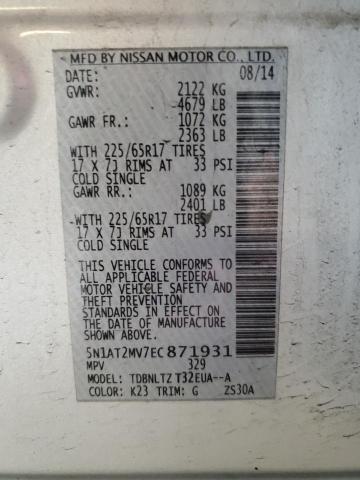 MFD BY NISSAN MOTOR CO., LTD.
DATE: 08/14
GVWR: 2122 KG
4679 LB
GAWR FR.: 1072 KG
2363 LB
WITH 225/65R17 TIRES
17 X 7J RIMS AT 33 PSI
COLD SINGLE
GAWR RR.: 1089 KG
2401 LB
WITH 225/65R17 TIRES
17 X 7J RIMS AT 33 PSI
COLD SINGLE
THIS VEHICLE CONFORMS TO
ALL APPLICABLE FEDERAL
MOTOR VEHICLE SAFETY AND
THEFT PREVENTION
STANDARDS IN EFFECT ON THE
DATE OF MANUFACTURE
SHOWN ABOVE.
5N1AT2MV7EC871931
MPV 329
MODEL: TDBNLTZ T32EUA--A
COLOR: K23 TRIM: G ZS30A